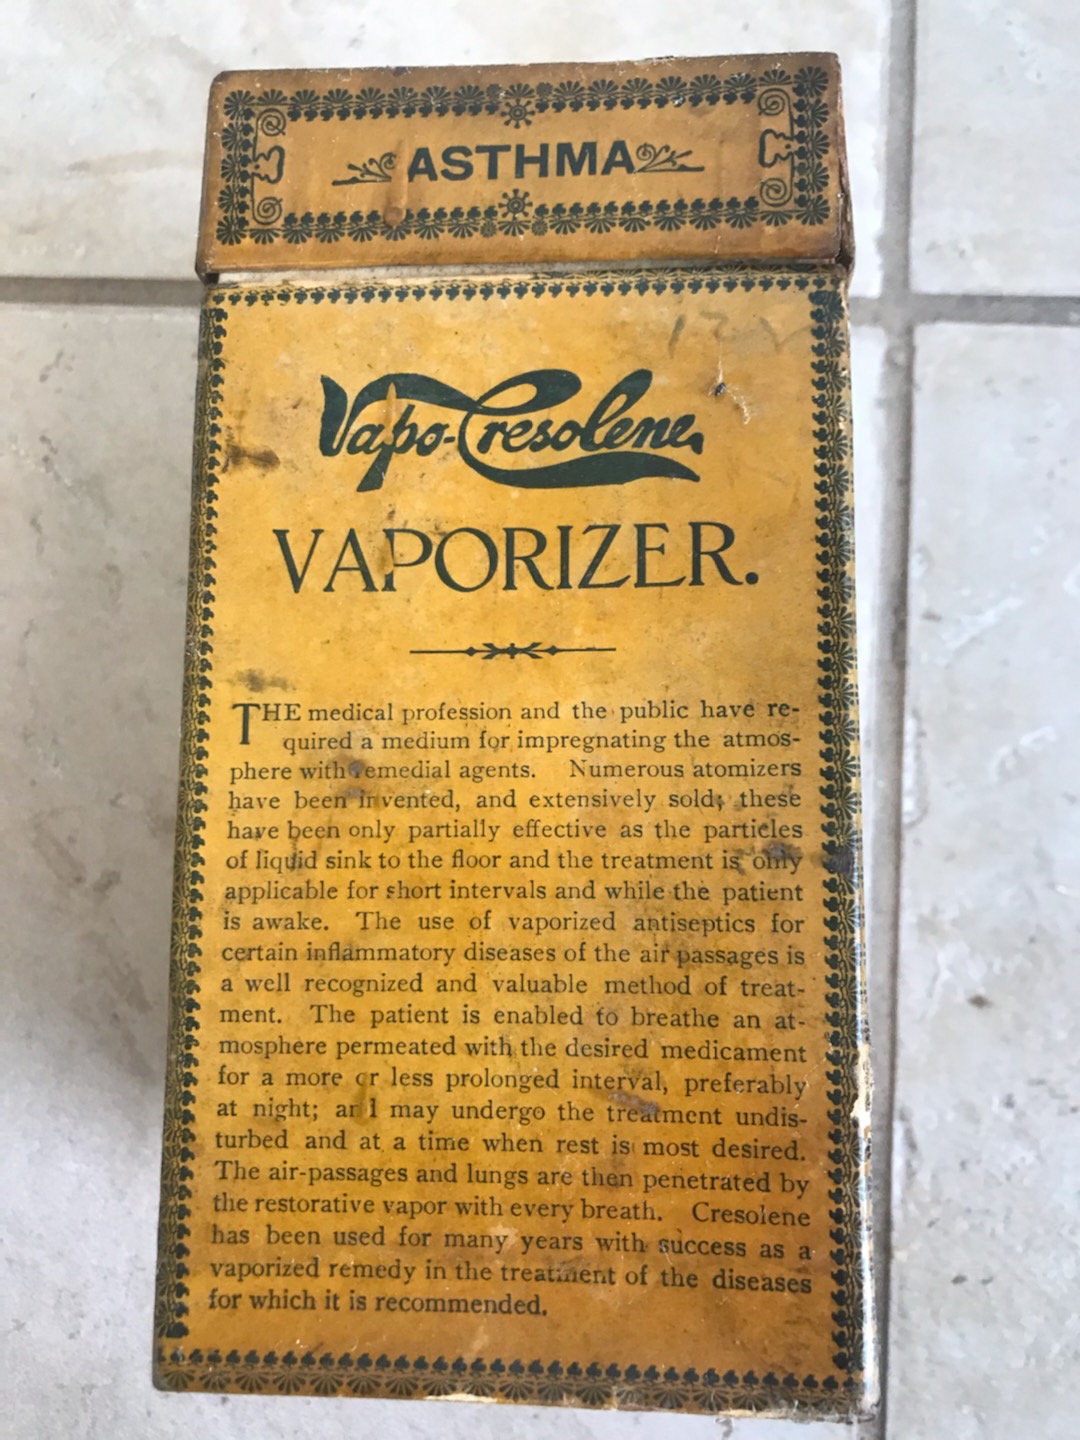 ASTHMA
Vapo-Cresolene
VAPORIZER.
THE medical profession and the public have re-
quired a medium for impregnating the atmos-
phere with remedial agents. Numerous atomizers
have been invented, and extensively sold; these
have been only partially effective as the particles
of liquid sink to the floor and the treatment is only
applicable for short intervals and while the patient
is awake. The use of vaporized antiseptics for
certain inflammatory diseases of the air passages is
a well recognized and valuable method of treat-
ment. The patient is enabled to breathe an at-
mosphere permeated with the desired medicament
for a more or less prolonged interval, preferably
at night; and may undergo the treatment undis-
turbed and at a time when rest is most desired.
The air-passages and lungs are then penetrated by
the restorative vapor with every breath. Cresolene
has been used for many years with success as a
vaporized remedy in the treatment of the diseases
for which it is recommended.